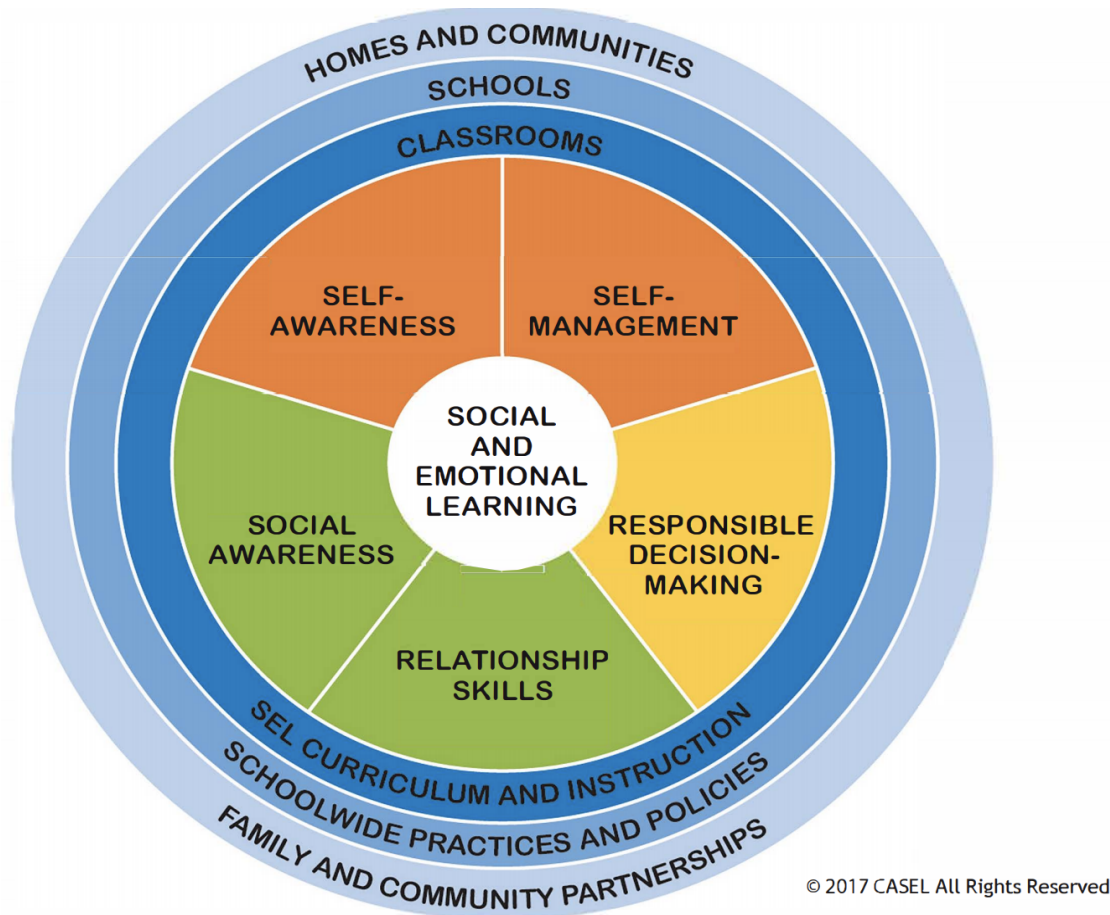 HOMES AND COMMUNITIES
SCHOOLS
CLASSROOMS
SELF-
AWARENESS
SELF-
MANAGEMENT
SOCIAL
AND
EMOTIONAL
LEARNING
SOCIAL
AWARENESS
RESPONSIBLE
DECISION-
MAKING
RELATIONSHIP
SKILLS
SEL CURRICULUM AND INSTRUCTION
SCHOOLWIDE PRACTICES AND POLICIES
FAMILY AND COMMUNITY PARTNERSHIPS
© 2017 CASEL All Rights Reserved